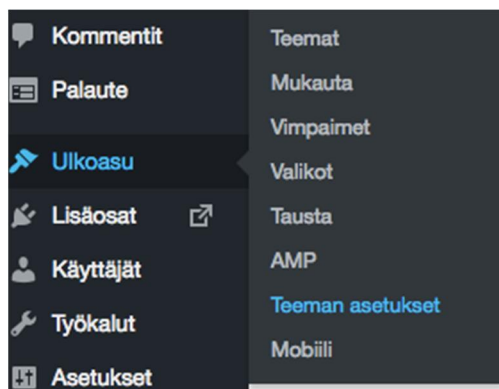 Kommentit
Palaute
Ulkoasu
Lisäosat
Käyttäjät
Työkalut
Asetukset
Teemat
Mukauta
Vimpaimet
Valikot
Tausta
AMP
Teeman asetukset
Mobiili